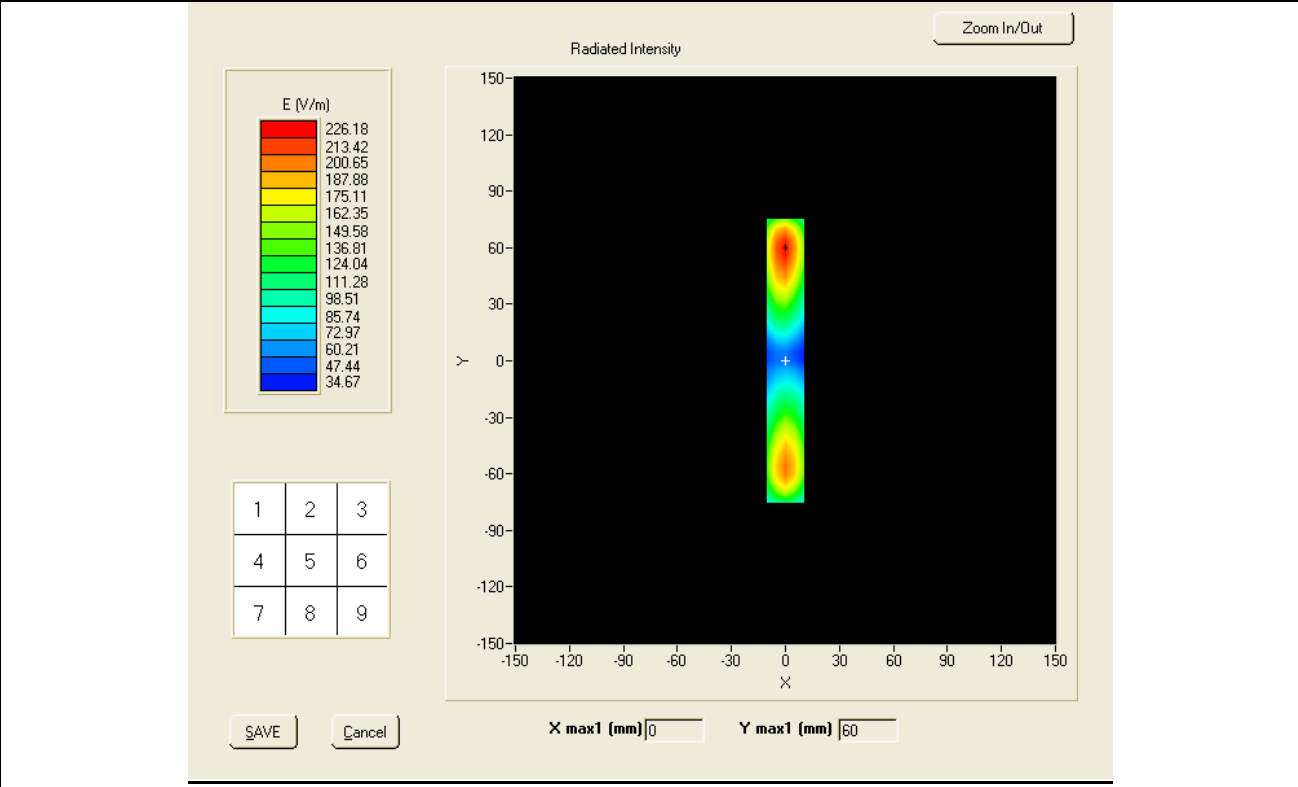 Zoom In/Out
Radiated Intensity
E (V/m)
226.18
213.42
200.65
187.88
175.11
162.35
149.58
136.81
124.04
111.28
98.51
85.74
72.97
60.21
47.44
34.67
150
120
90
60
30
0
-30
-60
-90
-120
-150
Y
-150 -120 -90 -60 -30 0 30 60 90 120 150
X
1 2 3
4 5 6
7 8 9
SAVE Cancel
X max1 (mm) 0 Y max1 (mm) 60